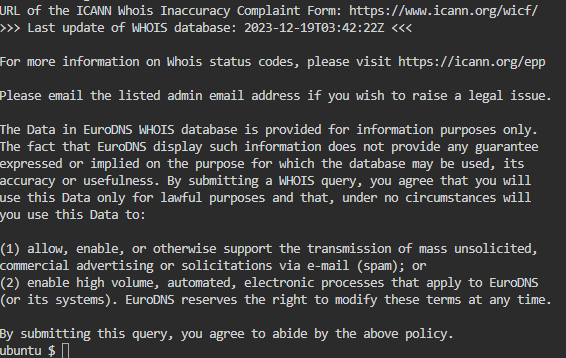 URL of the ICANN Whois Inaccuracy Complaint Form: https://www.icann.org/wicf/
>>> Last update of WHOIS database: 2023-12-19T03:42:22Z <<<
For more information on Whois status codes, please visit https://icann.org/epp
Please email the listed admin email address if you wish to raise a legal issue.
The Data in EuroDNS WHOIS database is provided for information purposes only.
The fact that EuroDNS display such information does not provide any guarantee
expressed or implied on the purpose for which the database may be used, its
accuracy or usefulness. By submitting a WHOIS query, you agree that you will
use this Data only for lawful purposes and that, under no circumstances will
you use this Data to:
(1) allow, enable, or otherwise support the transmission of mass unsolicited,
commercial advertising or solicitations via e-mail (spam); or
(2) enable high volume, automated, electronic processes that apply to EuroDNS
(or its systems). EuroDNS reserves the right to modify these terms at any time.
By submitting this query, you agree to abide by the above policy.
ubuntu $